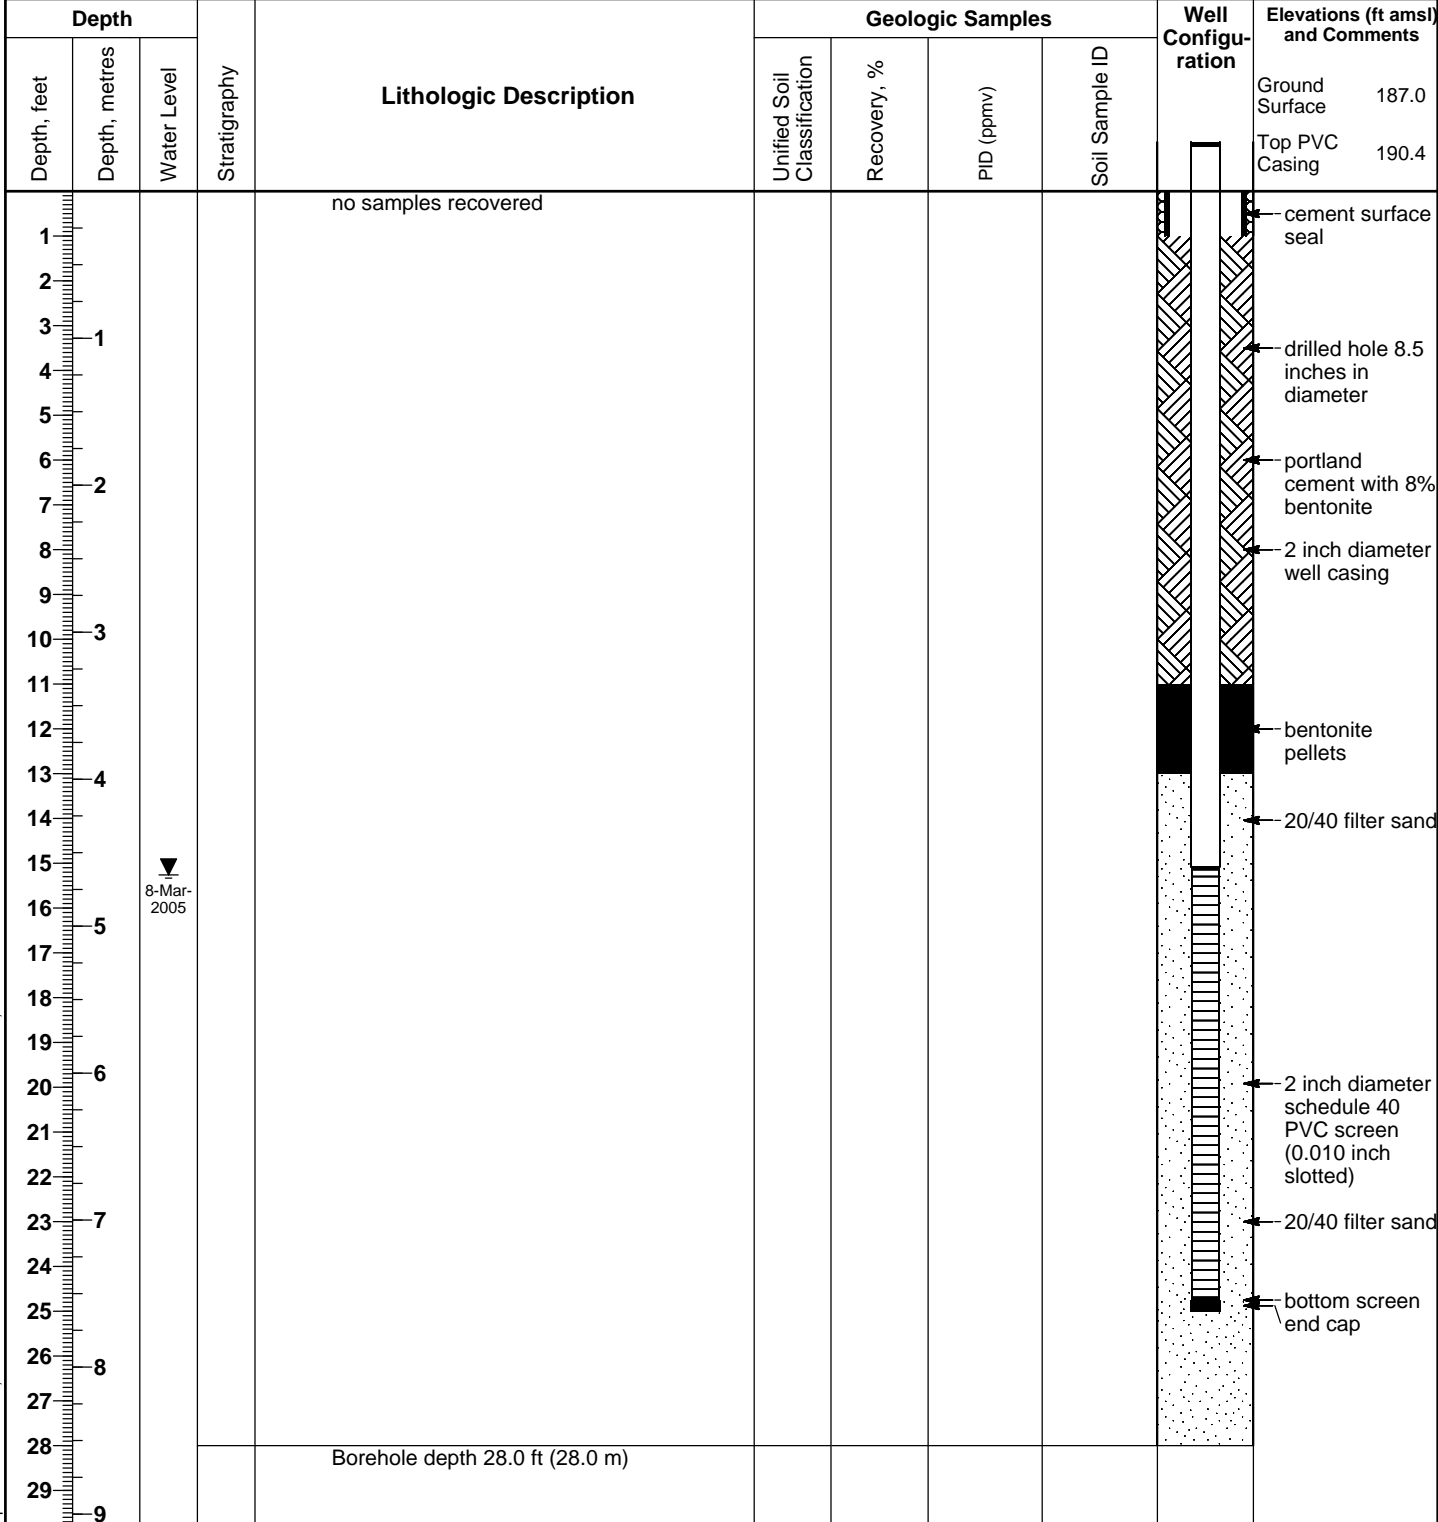 Depth
Geologic Samples
Well
Configu-
ration
Elevations (ft amsl)
and Comments
Depth, feet
Depth, metres
Water Level
Stratigraphy
Lithologic Description
Unified Soil
Classification
Recovery, %
PID (ppmv)
Soil Sample ID
Ground
Surface
187.0
Top PVC
Casing
190.4
no samples recovered
cement surface
seal
1
2
3
1
drilled hole 8.5
inches in
diameter
4
5
6
portland
cement with 8%
bentonite
2
7
8
2 inch diameter
well casing
9
3
10
11
12
bentonite
pellets
13
4
14
20/40 filter sand
15
8-Mar-
2005
16
5
17
18
19
6
20
2 inch diameter
schedule 40
PVC screen
(0.010 inch
slotted)
21
22
7
23
20/40 filter sand
24
25
bottom screen
end cap
26
8
27
28
Borehole depth 28.0 ft (28.0 m)
29
9